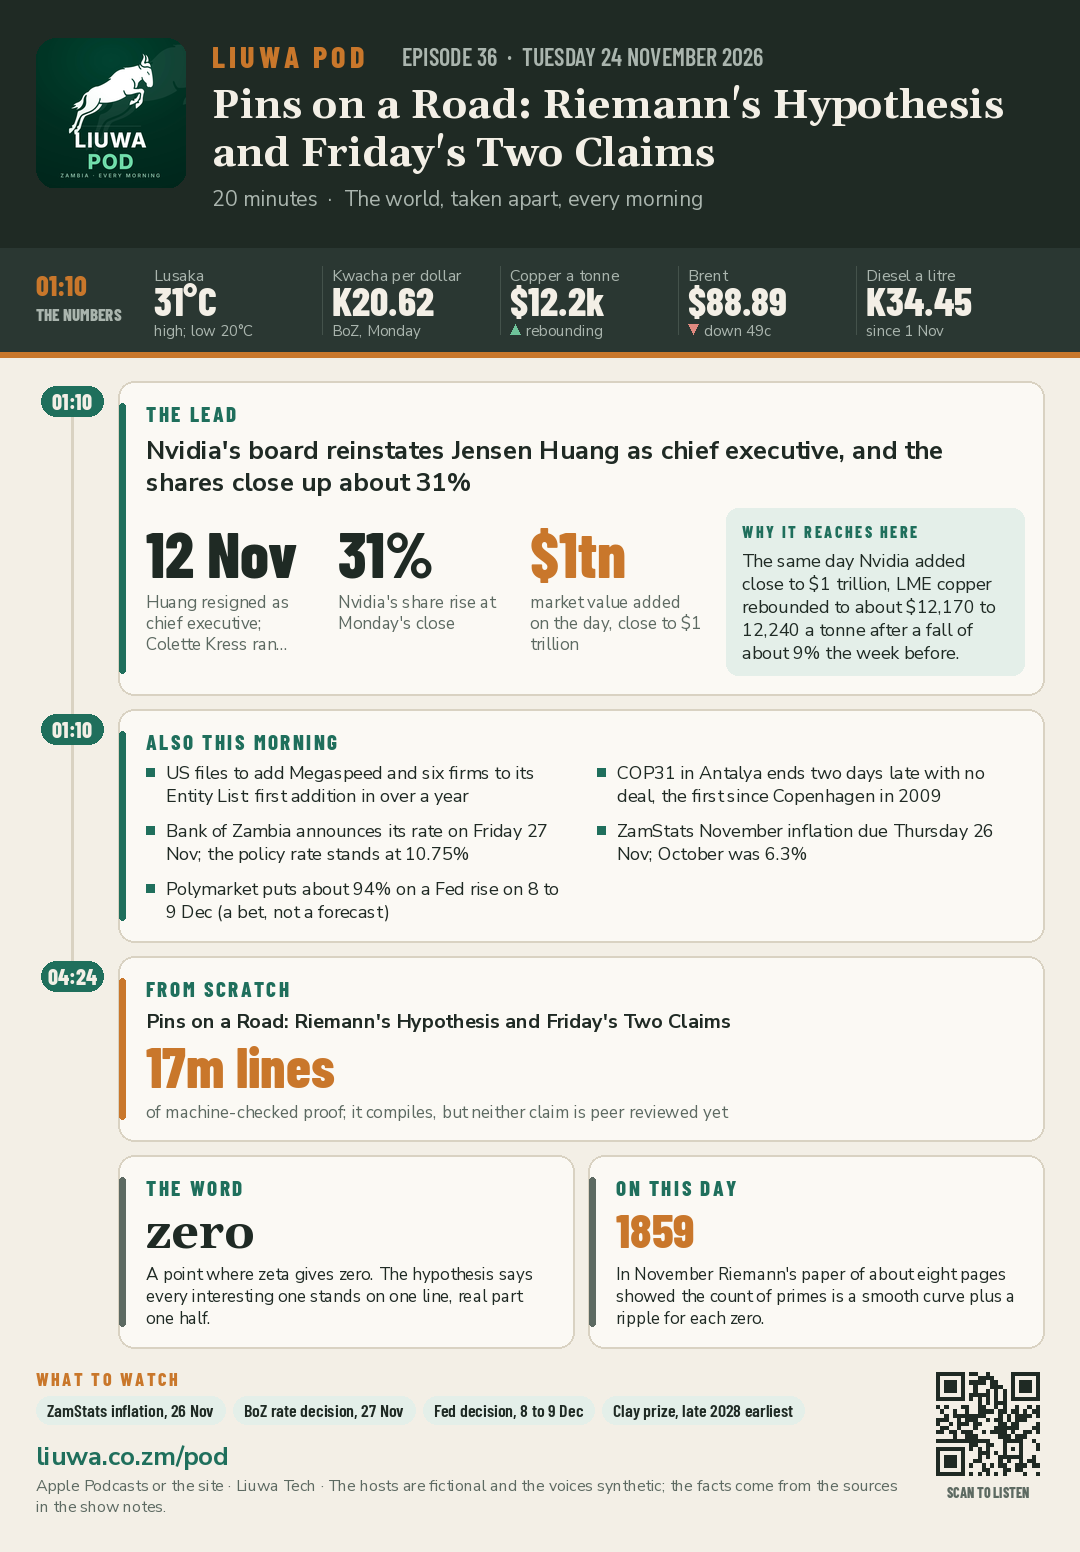 LIUWA
POD
ZAMBIA · EVERY MORNING
LIUWA POD EPISODE 36 · TUESDAY 24 NOVEMBER 2026
Pins on a Road: Riemann's Hypothesis
and Friday's Two Claims
20 minutes · The world, taken apart, every morning
01:10
THE NUMBERS
Lusaka
31°C
high; low 20°C
Kwacha per dollar
K20.62
BoZ, Monday
Copper a tonne
$12.2k
rebounding
Brent
$88.89
down 49c
Diesel a litre
K34.45
since 1 Nov
01:10
THE LEAD
Nvidia's board reinstates Jensen Huang as chief executive, and the
shares close up about 31%
12 Nov
Huang resigned as
chief executive;
Colette Kress ran...
31%
Nvidia's share rise at
Monday's close
$1tn
market value added
on the day, close to $1
trillion
WHY IT REACHES HERE
The same day Nvidia added
close to $1 trillion, LME copper
rebounded to about $12,170 to
12,240 a tonne after a fall of
about 9% the week before.
01:10
ALSO THIS MORNING
US files to add Megaspeed and six firms to its
Entity List: first addition in over a year
Bank of Zambia announces its rate on Friday 27
Nov; the policy rate stands at 10.75%
Polymarket puts about 94% on a Fed rise on 8 to
9 Dec (a bet, not a forecast)
COP31 in Antalya ends two days late with no
deal, the first since Copenhagen in 2009
ZamStats November inflation due Thursday 26
Nov; October was 6.3%
04:24
FROM SCRATCH
Pins on a Road: Riemann's Hypothesis and Friday's Two Claims
17m lines
of machine-checked proof; it compiles, but neither claim is peer reviewed yet
THE WORD
zero
A point where zeta gives zero. The hypothesis says
every interesting one stands on one line, real part
one half.
ON THIS DAY
1859
In November Riemann's paper of about eight pages
showed the count of primes is a smooth curve plus a
ripple for each zero.
WHAT TO WATCH
ZamStats inflation, 26 Nov
BoZ rate decision, 27 Nov
Fed decision, 8 to 9 Dec
Clay prize, late 2028 earliest
liuwa.co.zm/pod
Apple Podcasts or the site · Liuwa Tech · The hosts are fictional and the voices synthetic; the facts come from the sources
in the show notes.
SCAN TO LISTEN